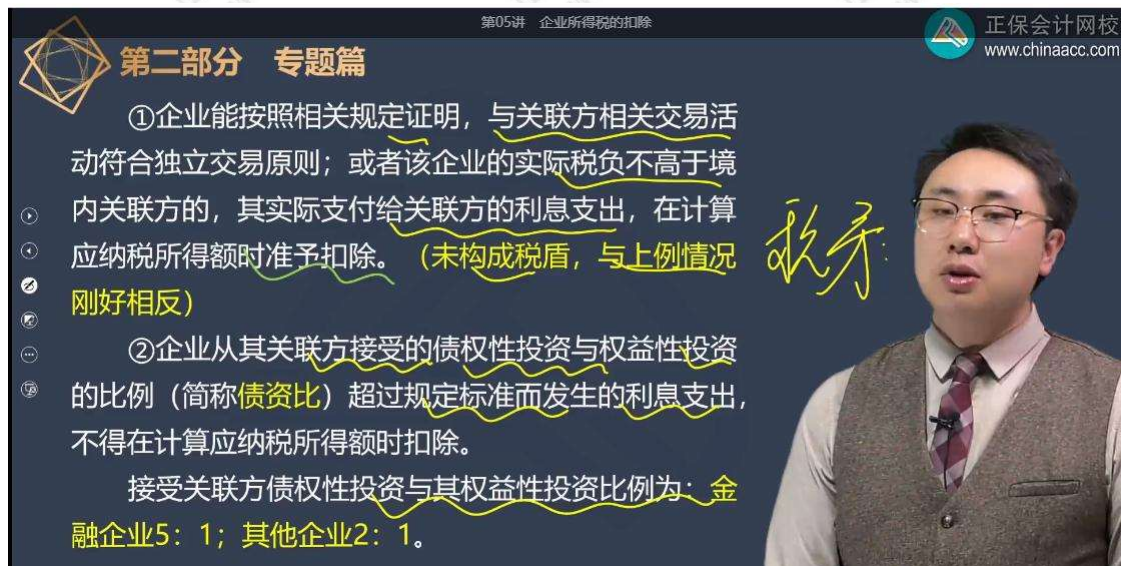 第05讲 企业所得税的扣除
正保会计网校
www.chinaacc.com
第二部分 专题篇
①企业能按照相关规定证明，与关联方相关交易活
动符合独立交易原则；或者该企业的实际税负不高于境
内关联方的，其实际支付给关联方的利息支出，在计算
应纳税所得额时准予扣除。（未构成税盾，与上例情况
刚好相反）
②企业从其关联方接受的债权性投资与权益性投资
的比例（简称债资比）超过规定标准而发生的利息支出，
不得在计算应纳税所得额时扣除。
接受关联方债权性投资与其权益性投资比例为：金
融企业5：1；其他企业2：1。